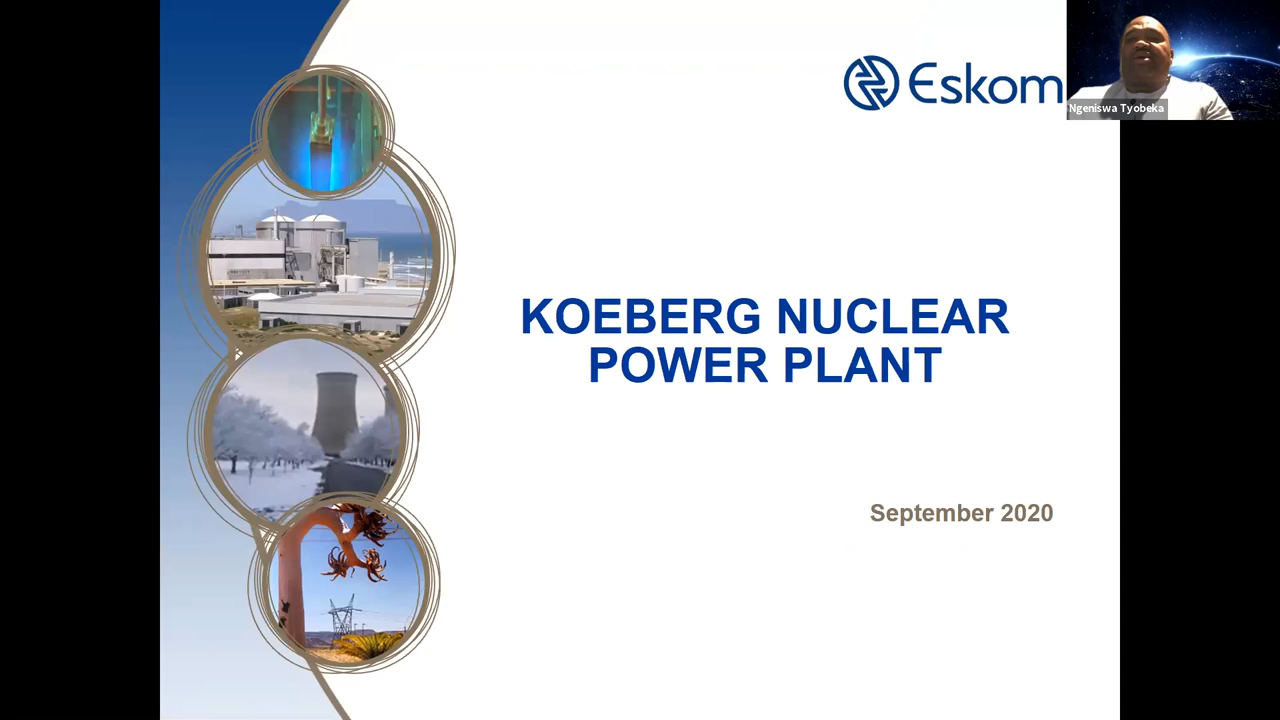 Eskom
Ngeniswa Tyobeka
KOEBERG NUCLEAR
POWER PLANT
September 2020